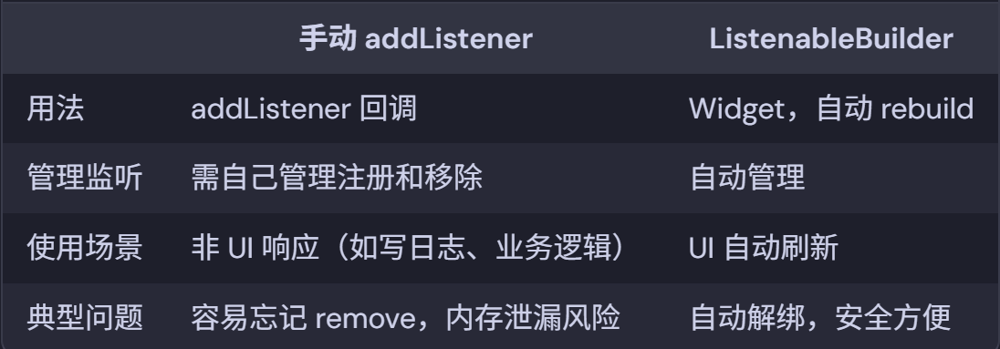 手动 addListener ListenableBuilder
用法 addListener 回调 Widget，自动 rebuild
管理监听 需自己管理注册和移除 自动管理
使用场景 非 UI 响应（如写日志、业务逻辑） UI 自动刷新
典型问题 容易忘记 remove，内存泄漏风险 自动解绑，安全方便